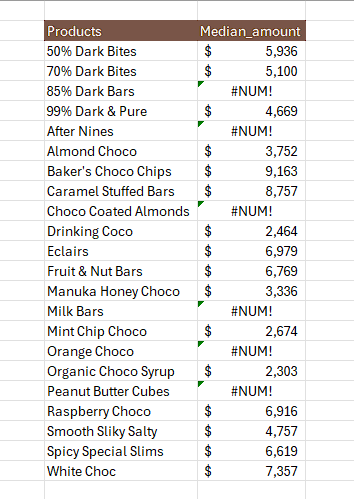 Products Median_amount
50% Dark Bites $ 5,936
70% Dark Bites $ 5,100
85% Dark Bars #NUM!
99% Dark & Pure $ 4,669
After Nines #NUM!
Almond Choco $ 3,752
Baker's Choco Chips $ 9,163
Caramel Stuffed Bars $ 8,757
Choco Coated Almonds #NUM!
Drinking Coco $ 2,464
Eclairs $ 6,979
Fruit & Nut Bars $ 6,769
Manuka Honey Choco $ 3,336
Milk Bars #NUM!
Mint Chip Choco $ 2,674
Orange Choco #NUM!
Organic Choco Syrup $ 2,303
Peanut Butter Cubes #NUM!
Raspberry Choco $ 6,916
Smooth Sliky Salty $ 4,757
Spicy Special Slims $ 6,619
White Choc $ 7,357